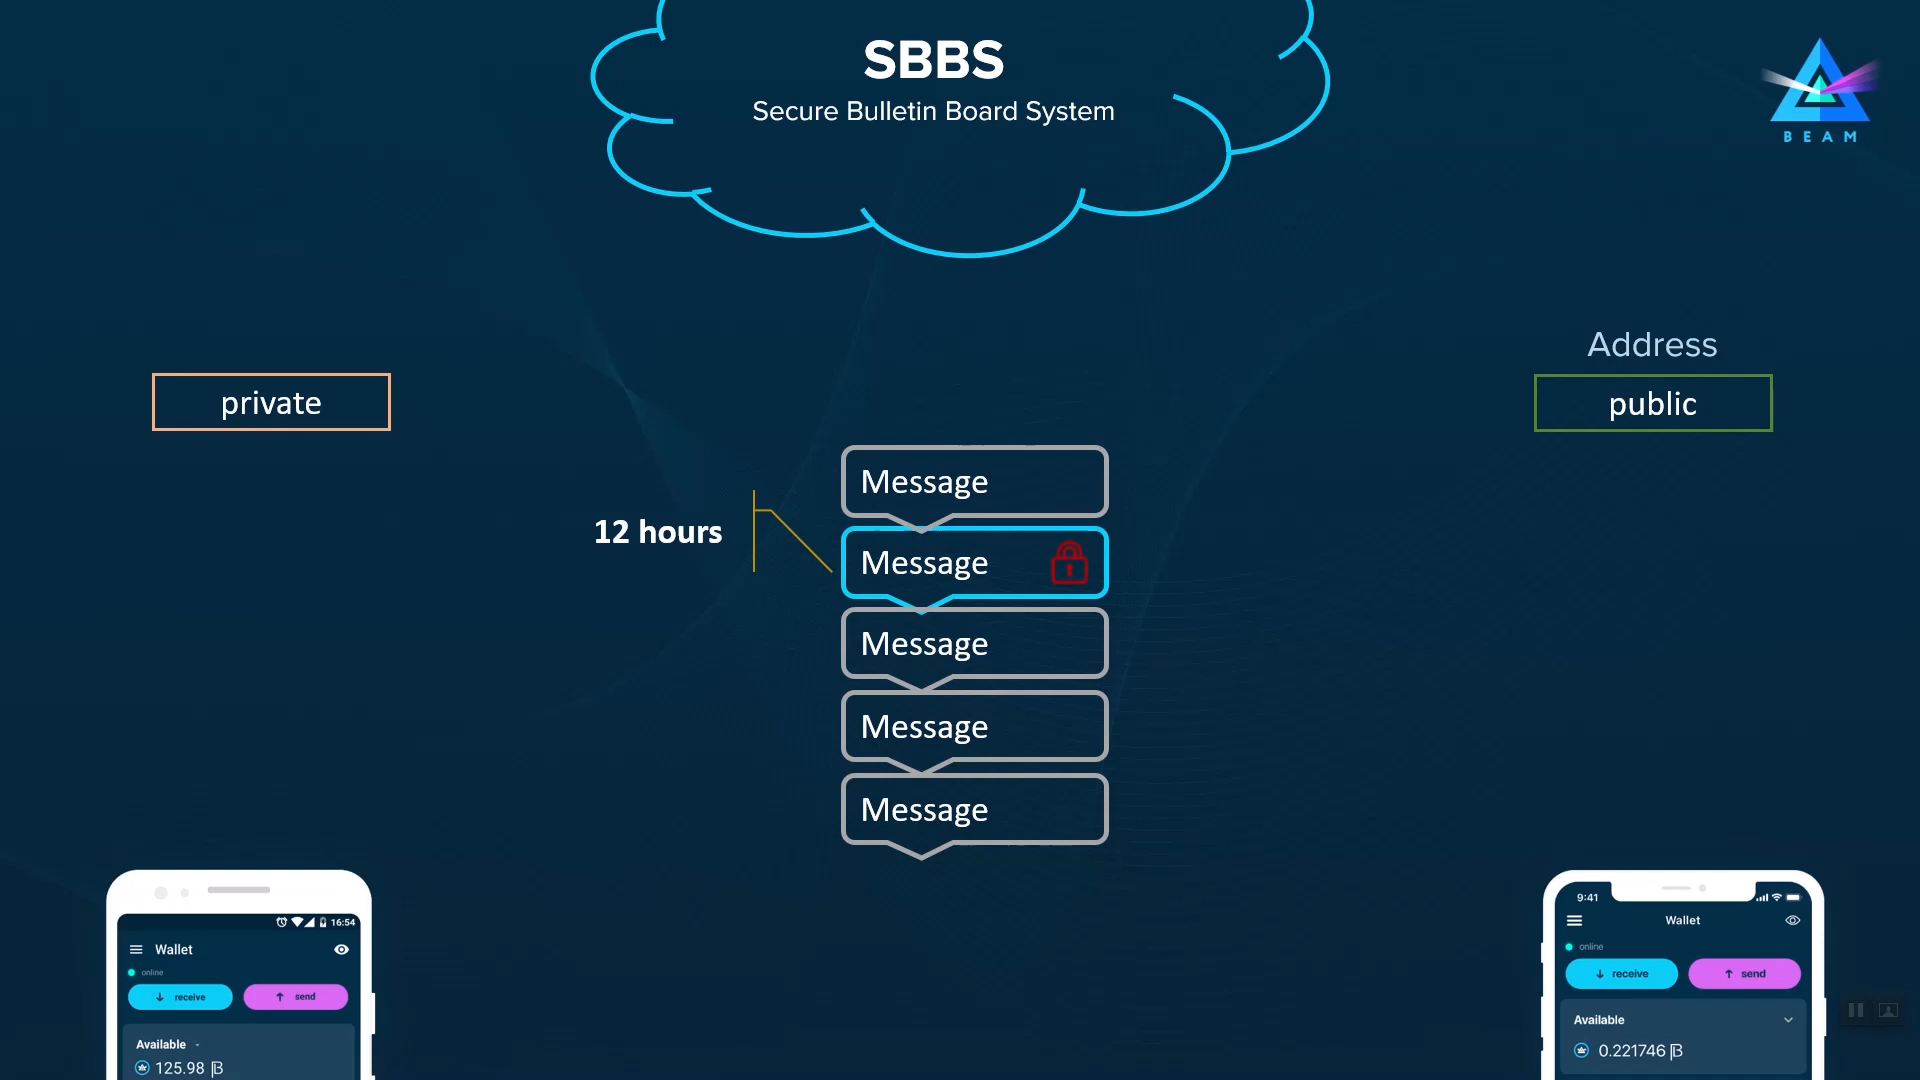 SBBS
Secure Bulletin Board System
BEAM
Address
private
public
Message
12 hours
Message
Message
Message
Message
16:54
Wallet
online
receive
send
Available
125.98
9:41
Wallet
online
receive
send
Available
0.221746